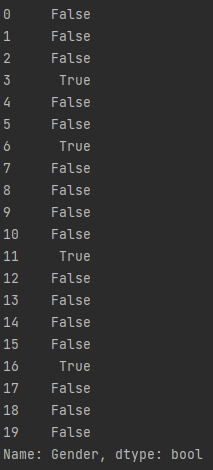 0     False
1     False
2     False
3      True
4     False
5     False
6      True
7     False
8     False
9     False
10    False
11     True
12    False
13    False
14    False
15    False
16     True
17    False
18    False
19    False
Name: Gender, dtype: bool